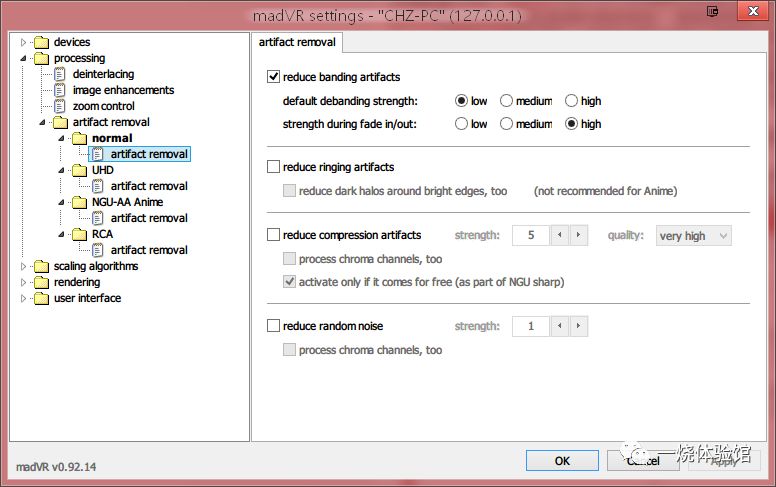 madVR settings - "CHZ-PC" (127.0.0.1)
devices
processing
deinterlacing
image enhancements
zoom control
artifact removal
normal
artifact removal
UHD
artifact removal
NGU-AA Anime
artifact removal
RCA
artifact removal
scaling algorithms
rendering
user interface
artifact removal
reduce banding artifacts
default debanding strength: low medium high
strength during fade in/out: low medium high
reduce ringing artifacts
reduce dark halos around bright edges, too (not recommended for Anime)
reduce compression artifacts strength: 5 quality: very high
process chroma channels, too
activate only if it comes for free (as part of NGU sharp)
reduce random noise strength: 1
process chroma channels, too
madVR v0.92.14
OK Cancel Apply
一烧体验馆